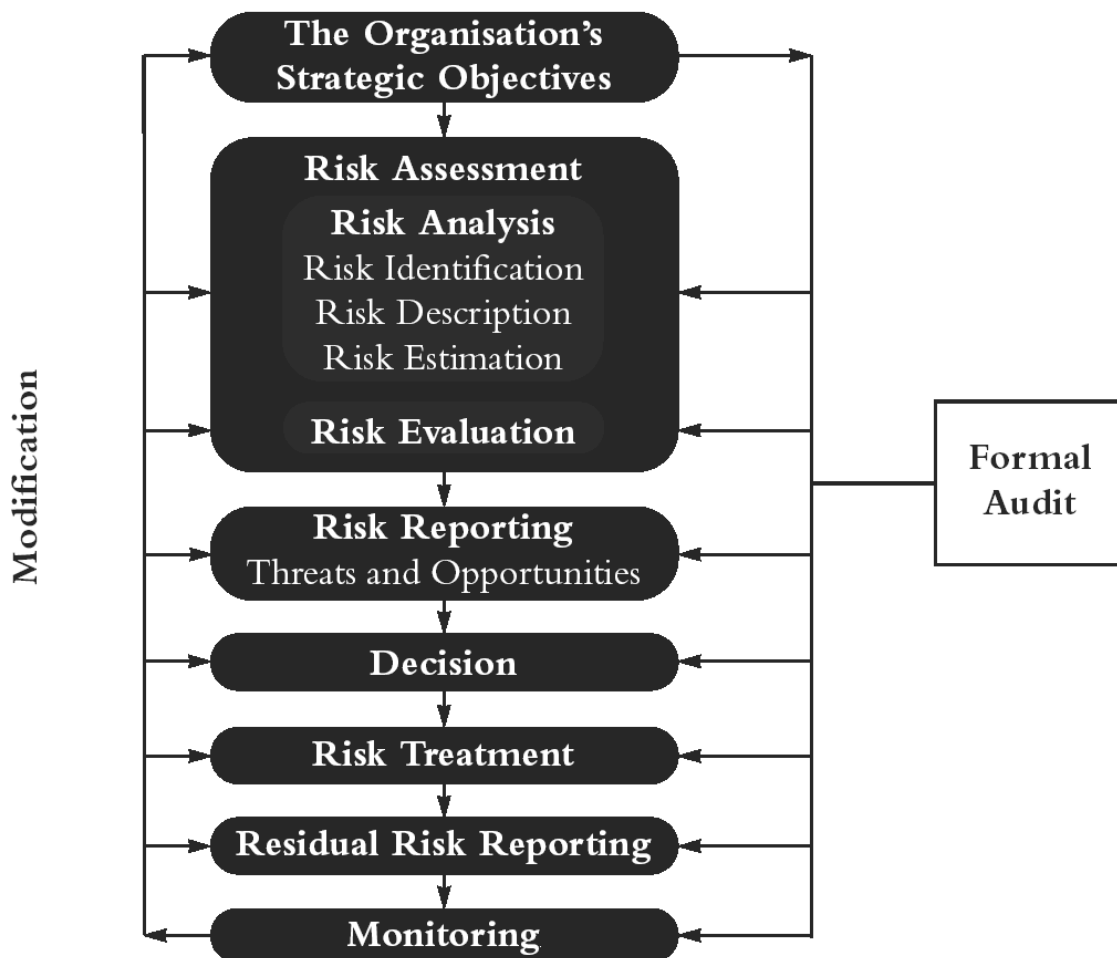 The Organisation's
Strategic Objectives
Risk Assessment
Risk Analysis
Risk Identification
Risk Description
Risk Estimation
Risk Evaluation
Risk Reporting
Threats and Opportunities
Decision
Risk Treatment
Residual Risk Reporting
Monitoring
Modification
Formal
Audit